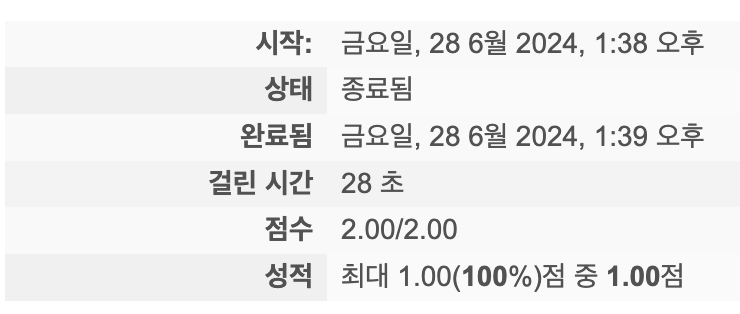 시작: 금요일, 28 6월 2024, 1:38 오후
상태 종료됨
완료됨 금요일, 28 6월 2024, 1:39 오후
걸린 시간 28 초
점수 2.00/2.00
성적 최대 1.00(100%)점 중 1.00점